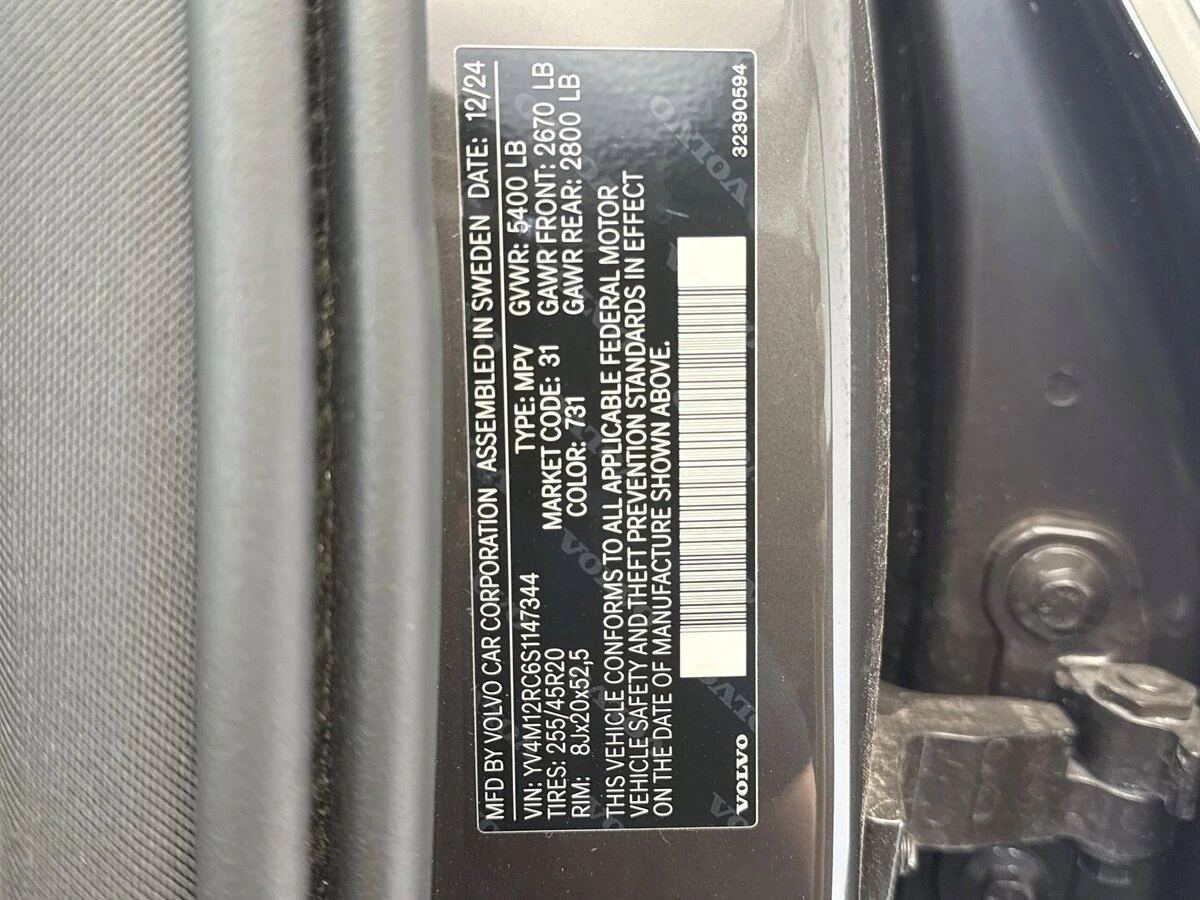 MFD BY VOLVO CAR CORPORATION ASSEMBLED IN SWEDEN DATE: 12/24
VIN: YV4M12RC6S1147344 TYPE: MPV GVWR: 5400 LB
TIRES: 255/45R20 MARKET CODE: 31 GAWR FRONT: 2670 LB
RIM: 8Jx20x52,5 COLOR: 731 GAWR REAR: 2800 LB
THIS VEHICLE CONFORMS TO ALL APPLICABLE FEDERAL MOTOR
VEHICLE SAFETY AND THEFT PREVENTION STANDARDS IN EFFECT
ON THE DATE OF MANUFACTURE SHOWN ABOVE.
VOLVO 32390594